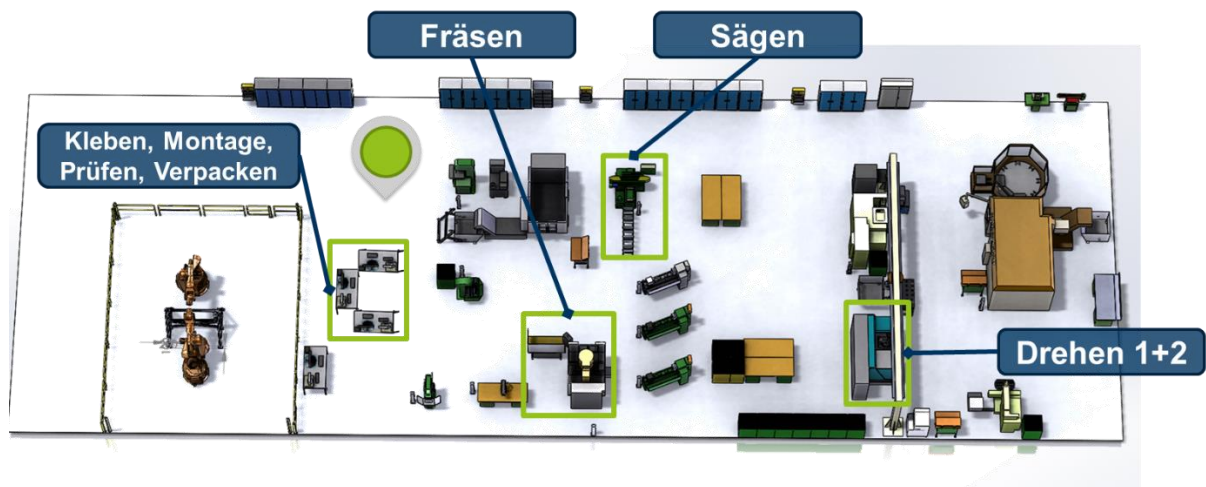 Fräsen
Sägen
Kleben, Montage,
Prüfen, Verpacken
Drehen 1+2